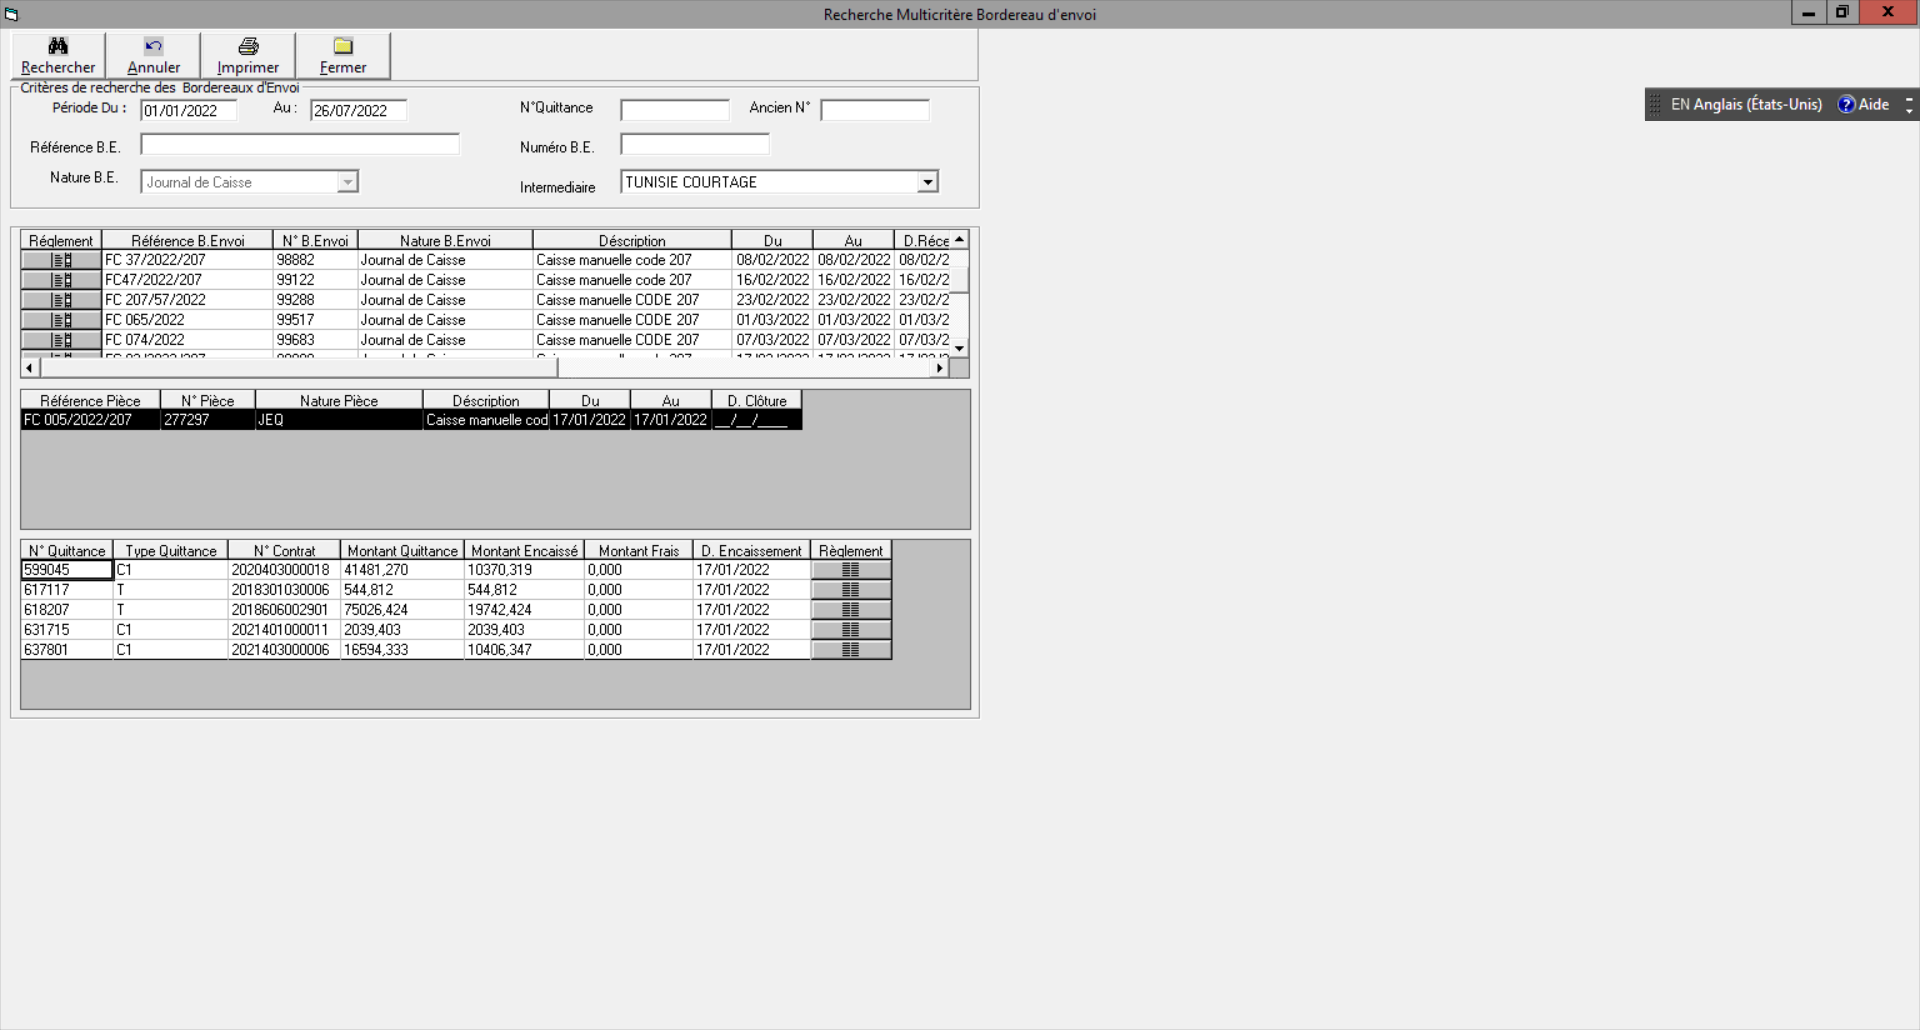 Recherche Multicritère Bordereau d'envoi
Rechercher Annuler Imprimer Fermer
Critères de recherche des Bordereaux d'Envoi
Période Du : 01/01/2022 Au : 26/07/2022 N°Quittance Ancien N°
EN Anglais (États-Unis) ? Aide
Référence B.E. Numéro B.E.
Nature B.E. Journal de Caisse Intermediaire TUNISIE COURTAGE
Réglement Référence B.Envoi N° B.Envoi Nature B.Envoi Déscription Du Au D.Réce
FC 37/2022/207 98882 Journal de Caisse Caisse manuelle code 207 08/02/2022 08/02/2022 08/02/2
FC47/2022/207 99122 Journal de Caisse Caisse manuelle code 207 16/02/2022 16/02/2022 16/02/2
FC 207/57/2022 99288 Journal de Caisse Caisse manuelle CODE 207 23/02/2022 23/02/2022 23/02/2
FC 065/2022 99517 Journal de Caisse Caisse manuelle CODE 207 01/03/2022 01/03/2022 01/03/2
FC 074/2022 99683 Journal de Caisse Caisse manuelle CODE 207 07/03/2022 07/03/2022 07/03/2
Référence Pièce N° Pièce Nature Pièce Déscription Du Au D. Clôture
FC 005/2022/207 277297 JEQ Caisse manuelle cod 17/01/2022 17/01/2022 __/__/____
N° Quittance Type Quittance N° Contrat Montant Quittance Montant Encaissé Montant Frais D. Encaissement Règlement
599045 C1 2020403000018 41481,270 10370,319 0,000 17/01/2022
617117 T 2018301030006 544,812 544,812 0,000 17/01/2022
618207 T 2018606002901 75026,424 19742,424 0,000 17/01/2022
631715 C1 2021401000011 2039,403 2039,403 0,000 17/01/2022
637801 C1 2021403000006 16594,333 10406,347 0,000 17/01/2022